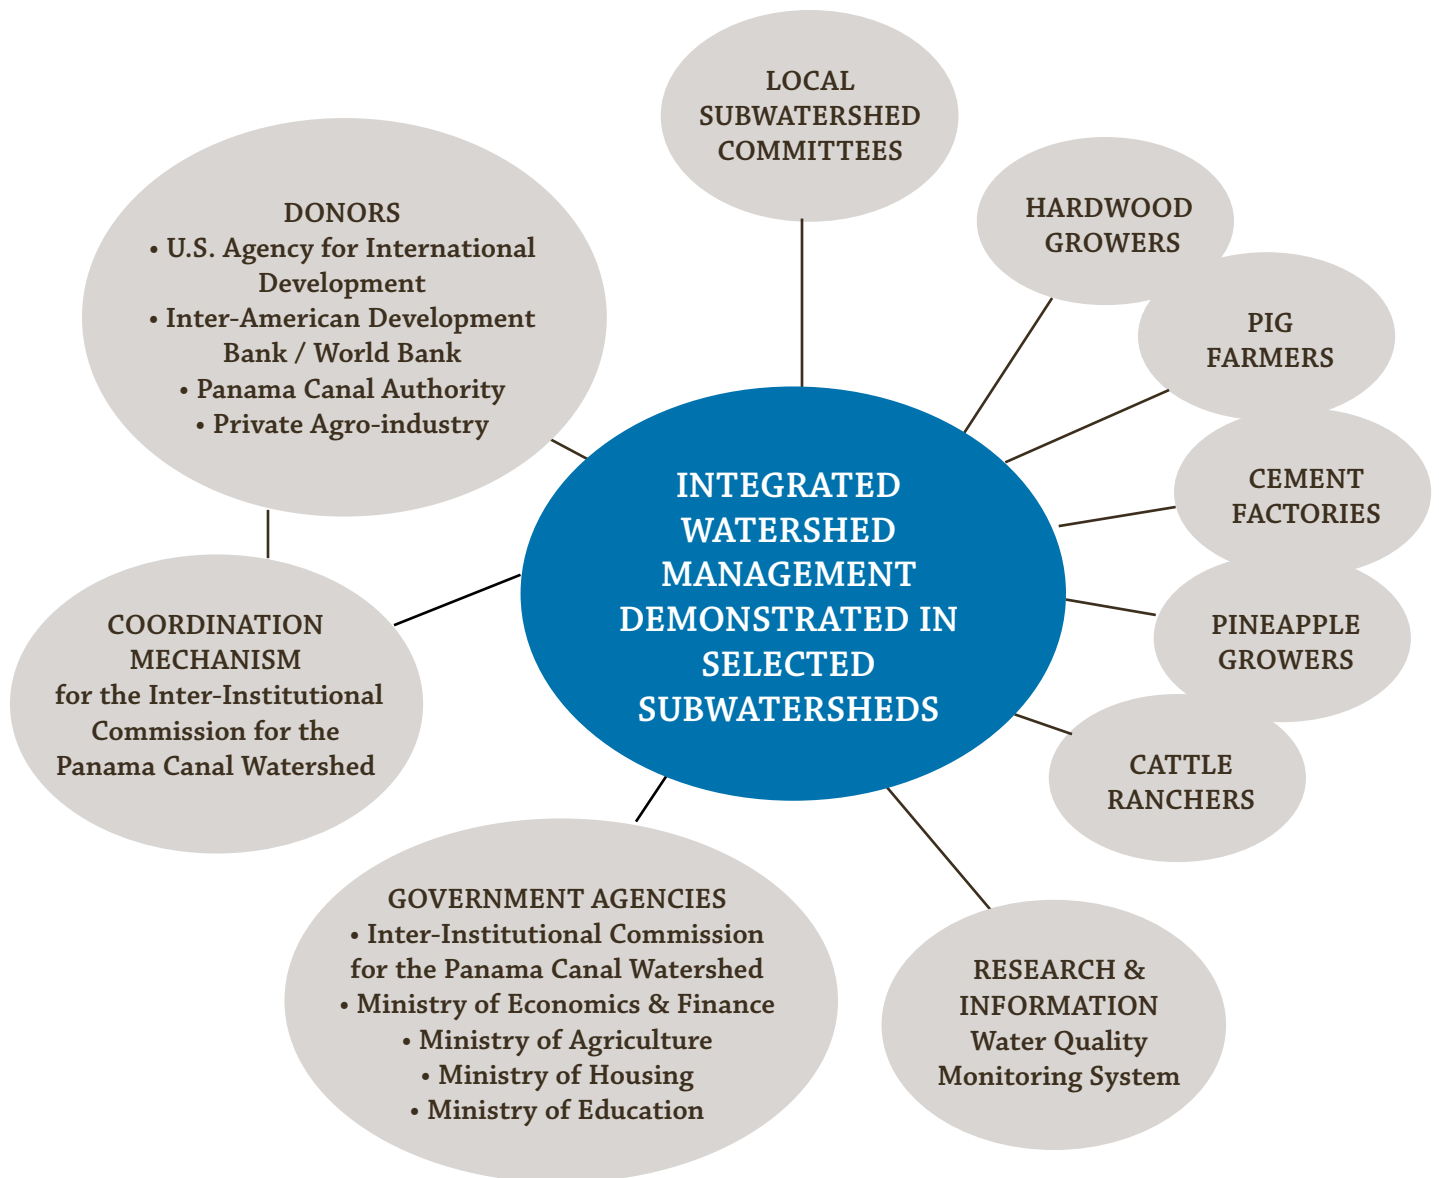 LOCAL
SUBWATERSHED
COMMITTEES
HARDWOOD
GROWERS
DONORS
• U.S. Agency for International
Development
• Inter-American Development
Bank / World Bank
• Panama Canal Authority
• Private Agro-industry
PIG
FARMERS
CEMENT
FACTORIES
INTEGRATED
WATERSHED
MANAGEMENT
DEMONSTRATED IN
SELECTED
SUBWATERSHEDS
COORDINATION
MECHANISM
for the Inter-Institutional
Commission for the
Panama Canal Watershed
PINEAPPLE
GROWERS
CATTLE
RANCHERS
GOVERNMENT AGENCIES
• Inter-Institutional Commission
for the Panama Canal Watershed
• Ministry of Economics & Finance
• Ministry of Agriculture
• Ministry of Housing
• Ministry of Education
RESEARCH &
INFORMATION
Water Quality
Monitoring System